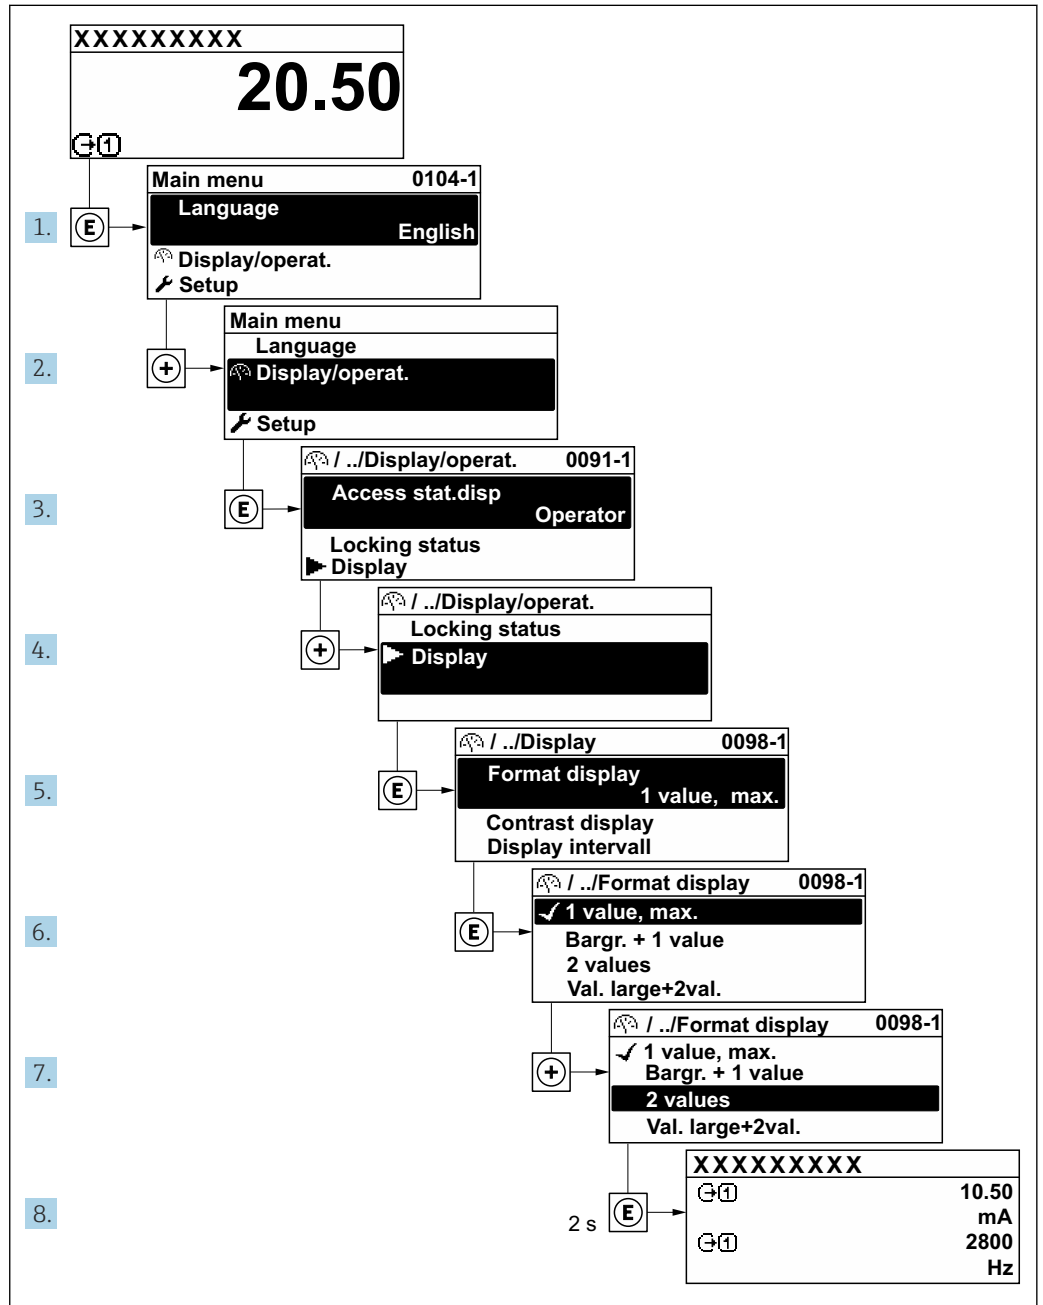 XXXXXXXXX
20.50
1
Main menu 0104-1
1. E Language
English
Display/operat.
Setup
Main menu
Language
2. + Display/operat.
Setup
/ ../Display/operat. 0091-1
Access stat.disp
3. E Operator
Locking status
Display
/ ../Display/operat.
Locking status
4. + Display
/ ../Display 0098-1
Format display
5. E 1 value, max.
Contrast display
Display intervall
/ ../Format display 0098-1
1 value, max.
6. E Bargr. + 1 value
2 values
Val. large+2val.
/ ../Format display 0098-1
1 value, max.
7. + Bargr. + 1 value
2 values
Val. large+2val.
XXXXXXXXX
1 10.50
8. 2 s E mA
1 2800
Hz